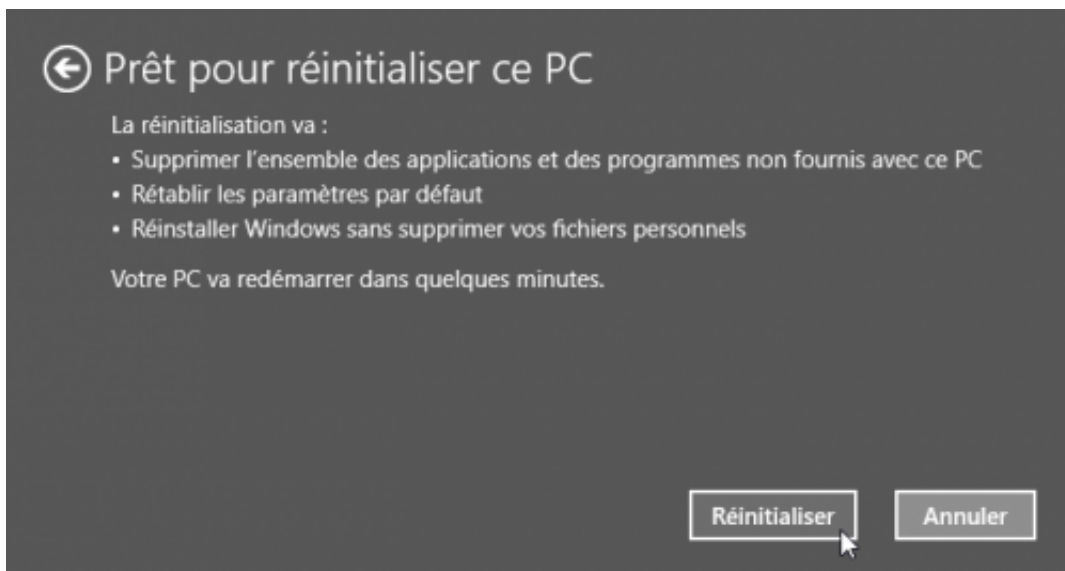 Prêt pour réinitialiser ce PC
La réinitialisation va :
• Supprimer l'ensemble des applications et des programmes non fournis avec ce PC
• Rétablir les paramètres par défaut
• Réinstaller Windows sans supprimer vos fichiers personnels
Votre PC va redémarrer dans quelques minutes.
Réinitialiser
Annuler